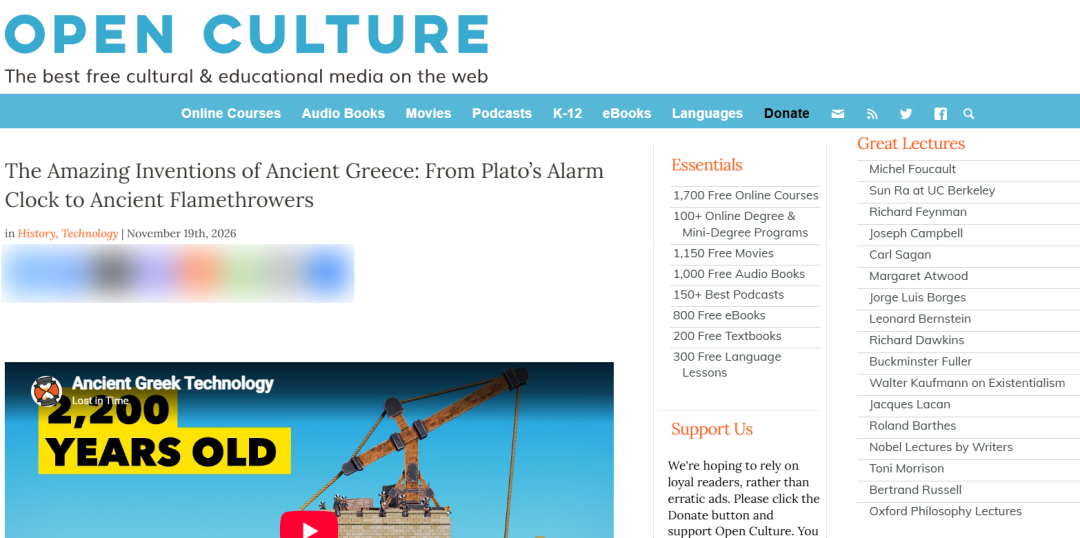 OPEN CULTURE
The best free cultural & educational media on the web
Online Courses Audio Books Movies Podcasts K-12 eBooks Languages Donate
The Amazing Inventions of Ancient Greece: From Plato’s Alarm
Clock to Ancient Flamethrowers
in History, Technology | November 19th, 2026
Ancient Greek Technology
Lost in Time
2,200
YEARS OLD
Essentials
1,700 Free Online Courses
100+ Online Degree &
Mini-Degree Programs
1,150 Free Movies
1,000 Free Audio Books
150+ Best Podcasts
800 Free eBooks
200 Free Textbooks
300 Free Language
Lessons
Support Us
We're hoping to rely on
loyal readers, rather than
erratic ads. Please click the
Donate button and
support Open Culture. You
Great Lectures
Michel Foucault
Sun Ra at UC Berkeley
Richard Feynman
Joseph Campbell
Carl Sagan
Margaret Atwood
Jorge Luis Borges
Leonard Bernstein
Richard Dawkins
Buckminster Fuller
Walter Kaufmann on Existentialism
Jacques Lacan
Roland Barthes
Nobel Lectures by Writers
Toni Morrison
Bertrand Russell
Oxford Philosophy Lectures